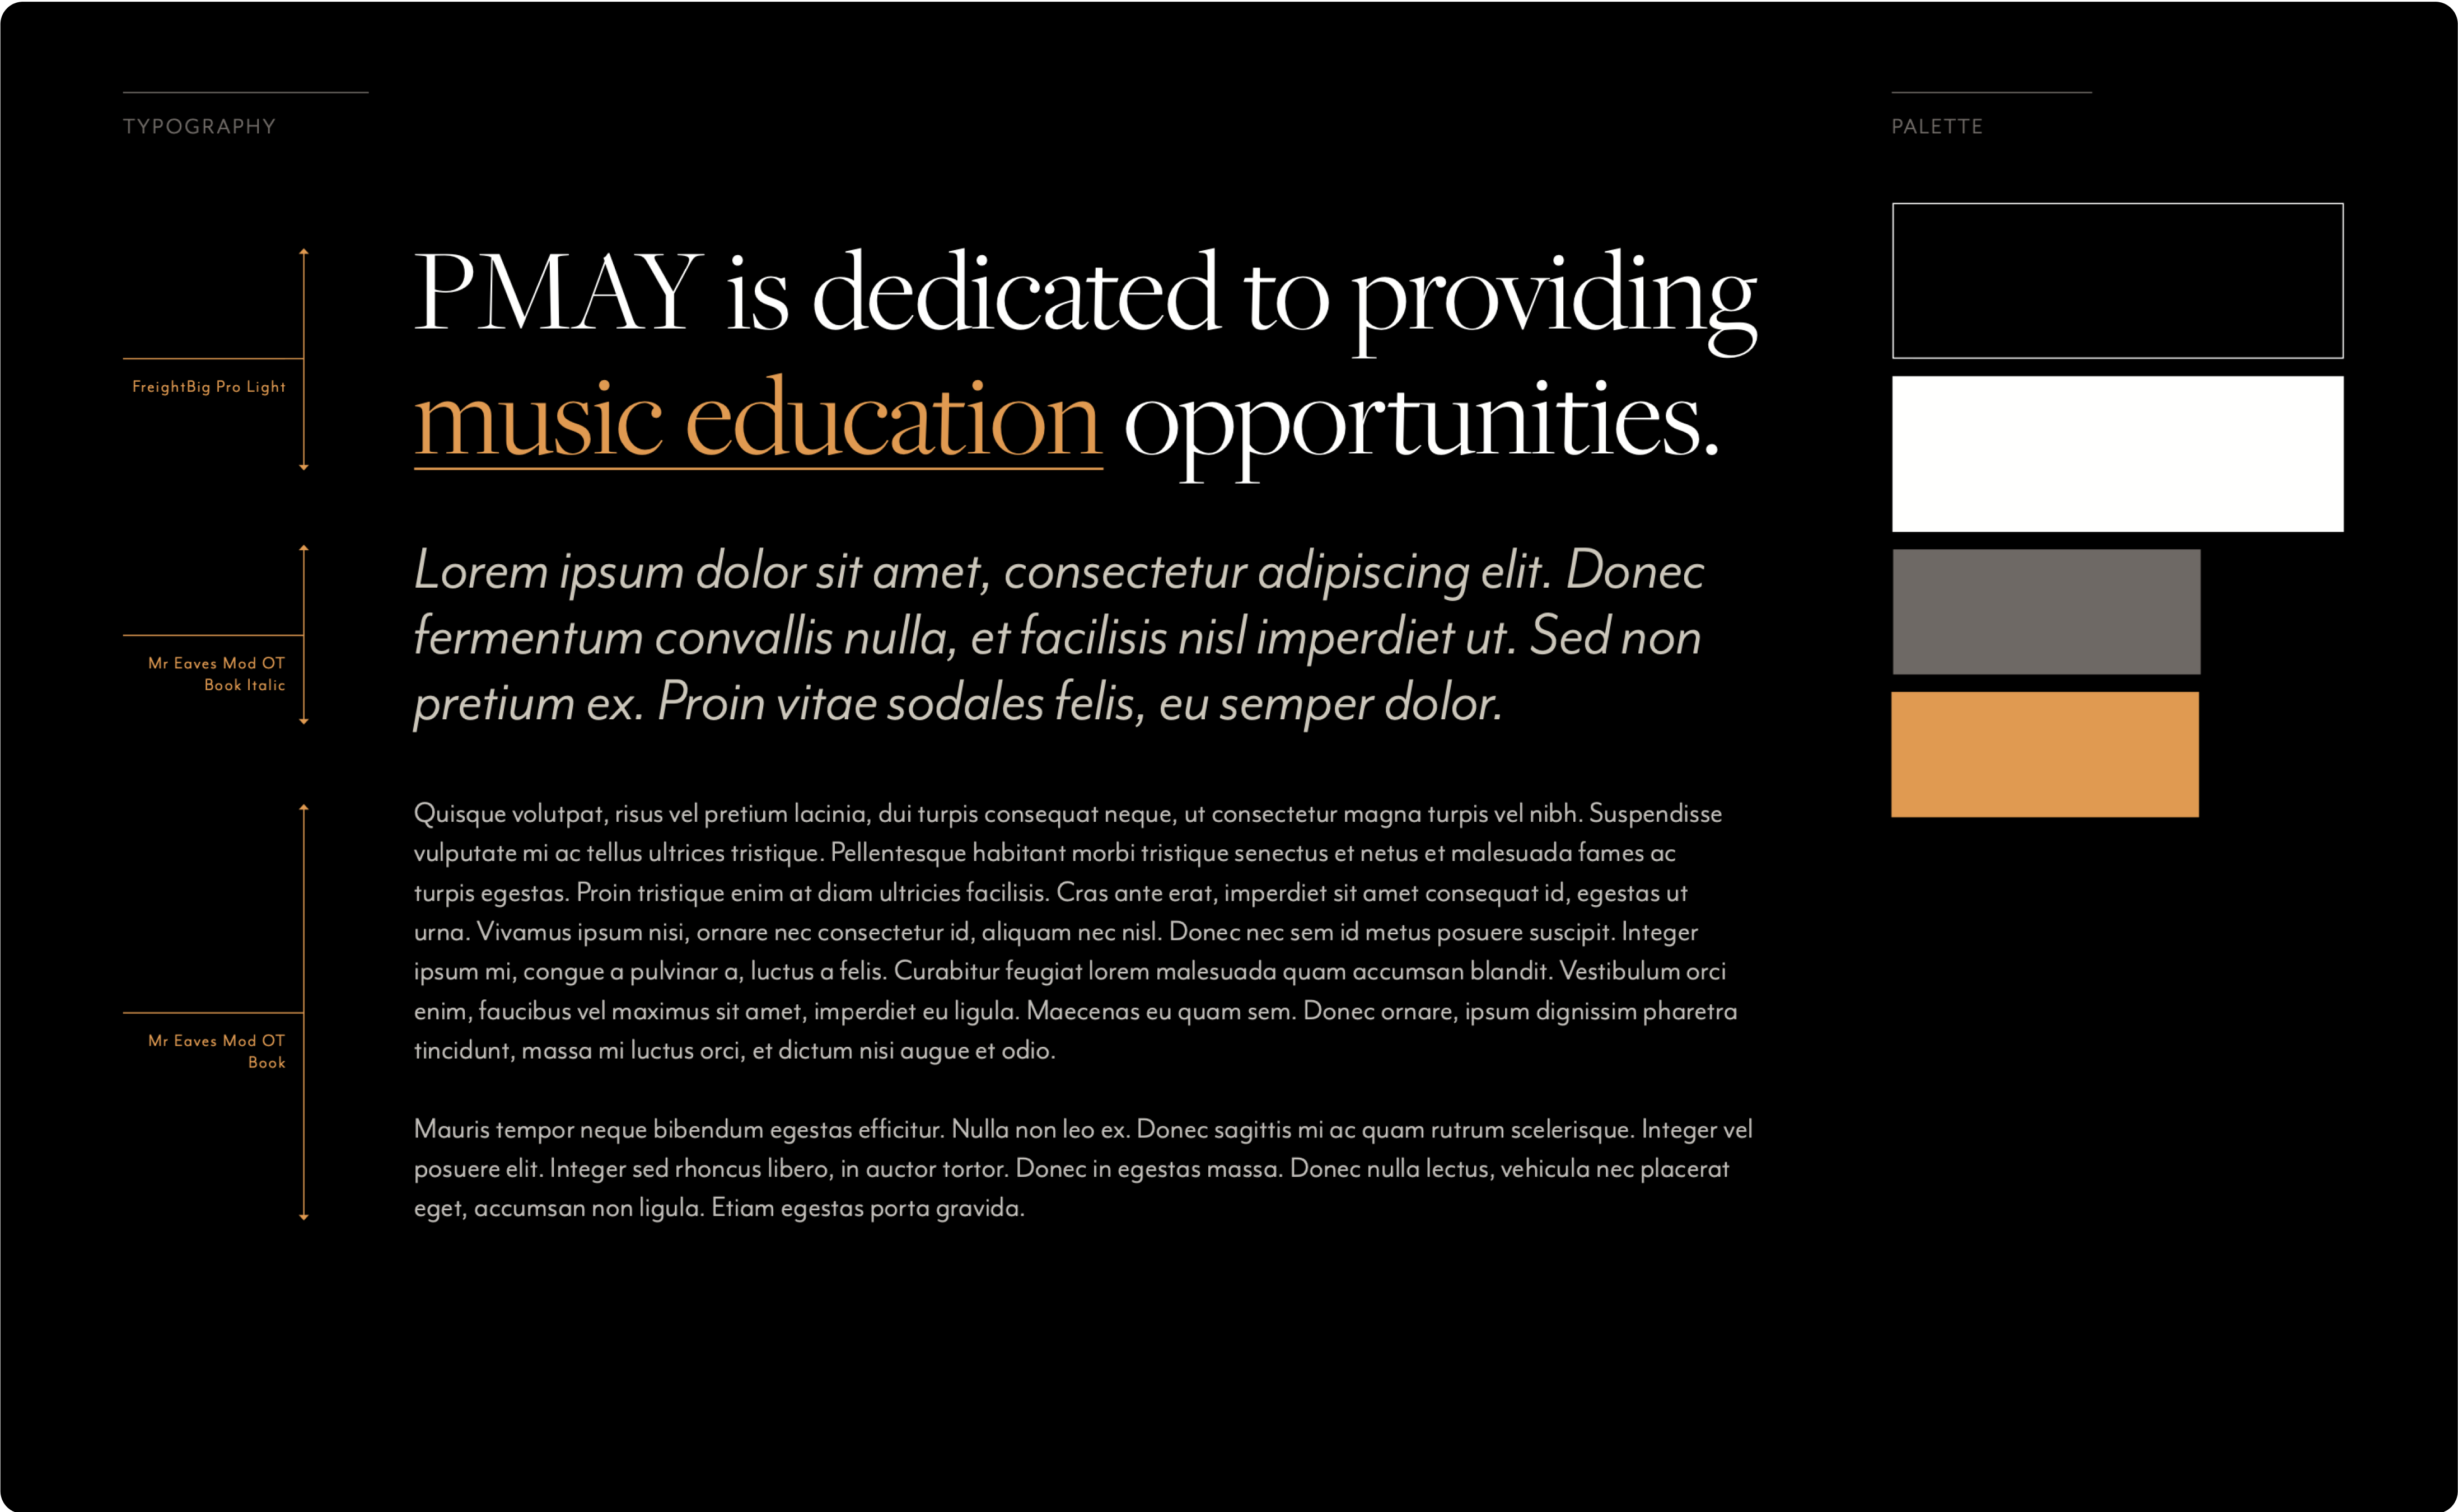 TYPOGRAPHY
PALETTE
FreightBig Pro Light
PMAY is dedicated to providing
music education opportunities.
Mr Eaves Mod OT
Book Italic
Lorem ipsum dolor sit amet, consectetur adipiscing elit. Donec
fermentum convallis nulla, et facilisis nisl imperdiet ut. Sed non
pretium ex. Proin vitae sodales felis, eu semper dolor.
Mr Eaves Mod OT
Book
Quisque volutpat, risus vel pretium lacinia, dui turpis consequat neque, ut consectetur magna turpis vel nibh. Suspendisse
vulputate mi ac tellus ultrices tristique. Pellentesque habitant morbi tristique senectus et netus et malesuada fames ac
turpis egestas. Proin tristique enim at diam ultricies facilisis. Cras ante erat, imperdiet sit amet consequat id, egestas ut
urna. Vivamus ipsum nisi, ornare nec consectetur id, aliquam nec nisl. Donec nec sem id metus posuere suscipit. Integer
ipsum mi, congue a pulvinar a, luctus a felis. Curabitur feugiat lorem malesuada quam accumsan blandit. Vestibulum orci
enim, faucibus vel maximus sit amet, imperdiet eu ligula. Maecenas eu quam sem. Donec ornare, ipsum dignissim pharetra
tincidunt, massa mi luctus orci, et dictum nisi augue et odio.
Mauris tempor neque bibendum egestas efficitur. Nulla non leo ex. Donec sagittis mi ac quam rutrum scelerisque. Integer vel
posuere elit. Integer sed rhoncus libero, in auctor tortor. Donec in egestas massa. Donec nulla lectus, vehicula nec placerat
eget, accumsan non ligula. Etiam egestas porta gravida.